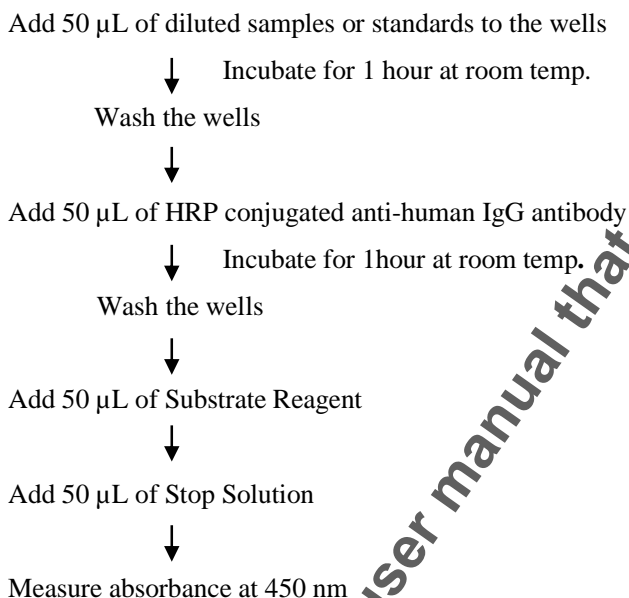 Add 50 µL of diluted samples or standards to the wells
Incubate for 1 hour at room temp.
Wash the wells
Add 50 µL of HRP conjugated anti-human IgG antibody
Incubate for 1hour at room temp.
Wash the wells
Add 50 µL of Substrate Reagent
Add 50 µL of Stop Solution
Measure absorbance at 450 nm
user manual that